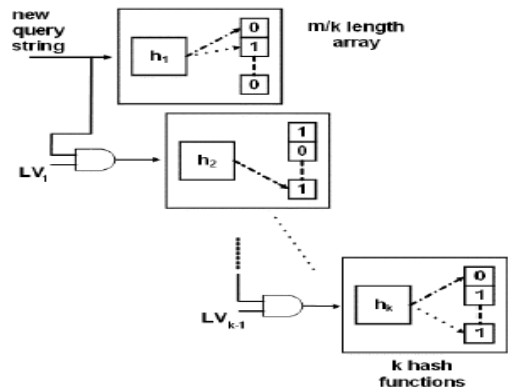 new
query
string
h1
0
1
0
m/k length
array
LV1
h2
1
0
1
LVk-1
hk
0
1
1
k hash
functions